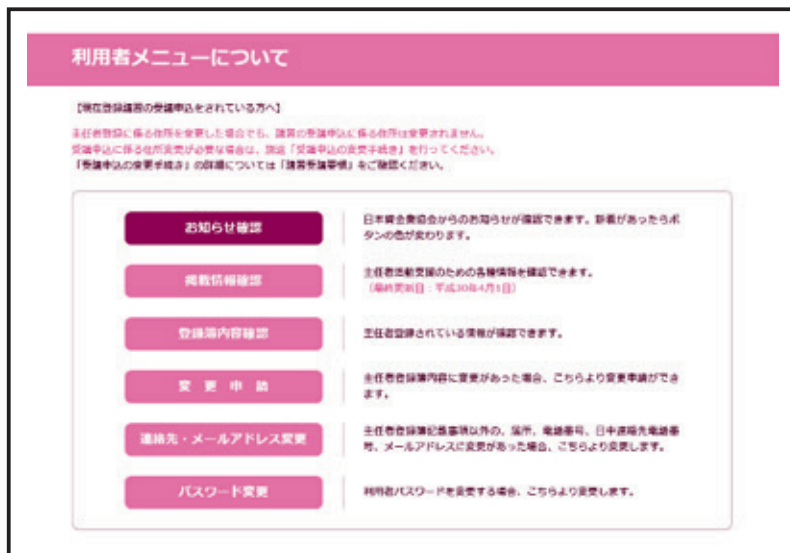 利用者メニューについて
【現在登録講習の受講申込をされている方へ】
主任者登録に係る住所を変更した場合でも、講習の受講申込に係る住所は変更されません。
受講申込に係る住所変更が必要な場合は、別途「受講申込の変更手続き」を行ってください。
「受講申込の変更手続き」の詳細については「講習受講要領」をご確認ください。
お知らせ確認
日本貸金業協会からのお知らせが確認できます。新着があったらボ
タンの色が変わります。
掲載情報確認
主任者活動支援のための各種情報を確認できます。
(最終更新日：平成30年4月1日)
登録簿内容確認
主任者登録されている情報が確認できます。
変 更 申 請
主任者登録簿内容に変更があった場合、こちらより変更申請ができ
ます。
連絡先・メールアドレス変更
主任者登録簿記載事項以外の、居所、電話番号、日中連絡先電話番
号、メールアドレスに変更があった場合、こちらより変更します。
パスワード変更
利用者パスワードを変更する場合、こちらより変更します。